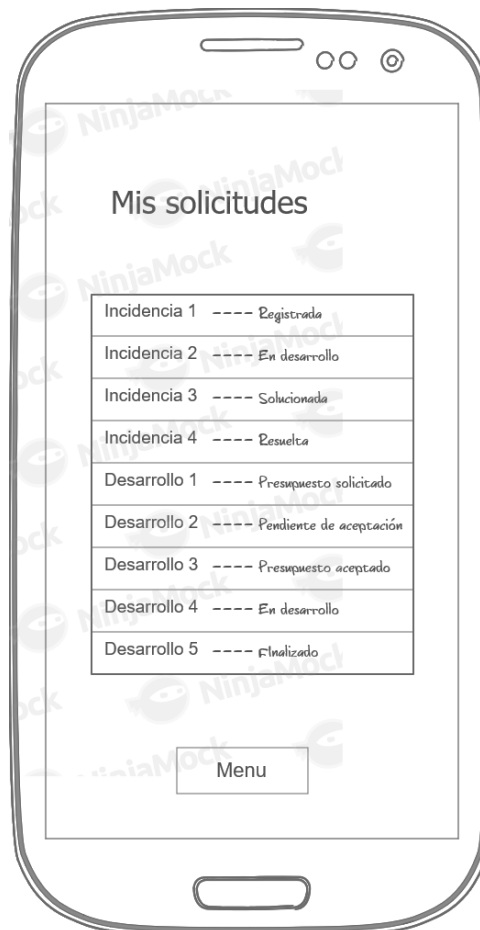 Mis solicitudes
Incidencia 1 ---- Registrada
Incidencia 2 ---- En desarrollo
Incidencia 3 ---- Solucionada
Incidencia 4 ---- Resuelta
Desarrollo 1 ---- Presupuesto solicitado
Desarrollo 2 ---- Pendiente de aceptación
Desarrollo 3 ---- Presupuesto aceptado
Desarrollo 4 ---- En desarrollo
Desarrollo 5 ---- FInalizado
Menu
NinjaMock